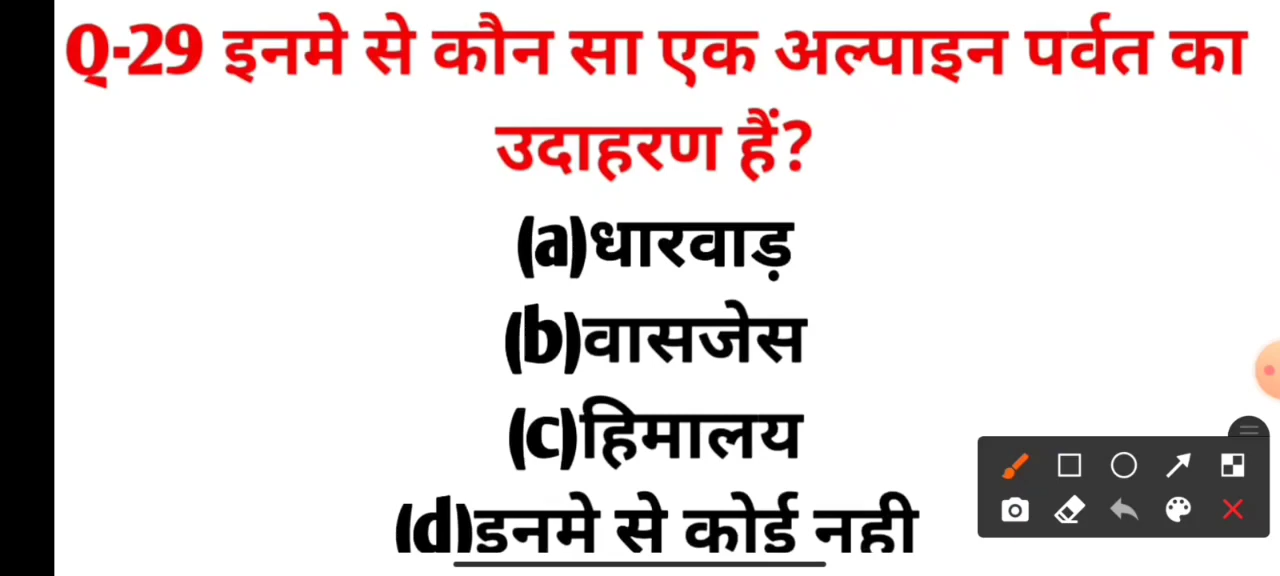 Q-29 इनमे से कौन सा एक अल्पाइन पर्वत का
उदाहरण हैं?
(a)धारवाड़
(b)वासजेस
(c)हिमालय
(d)इनमे से कोई नही